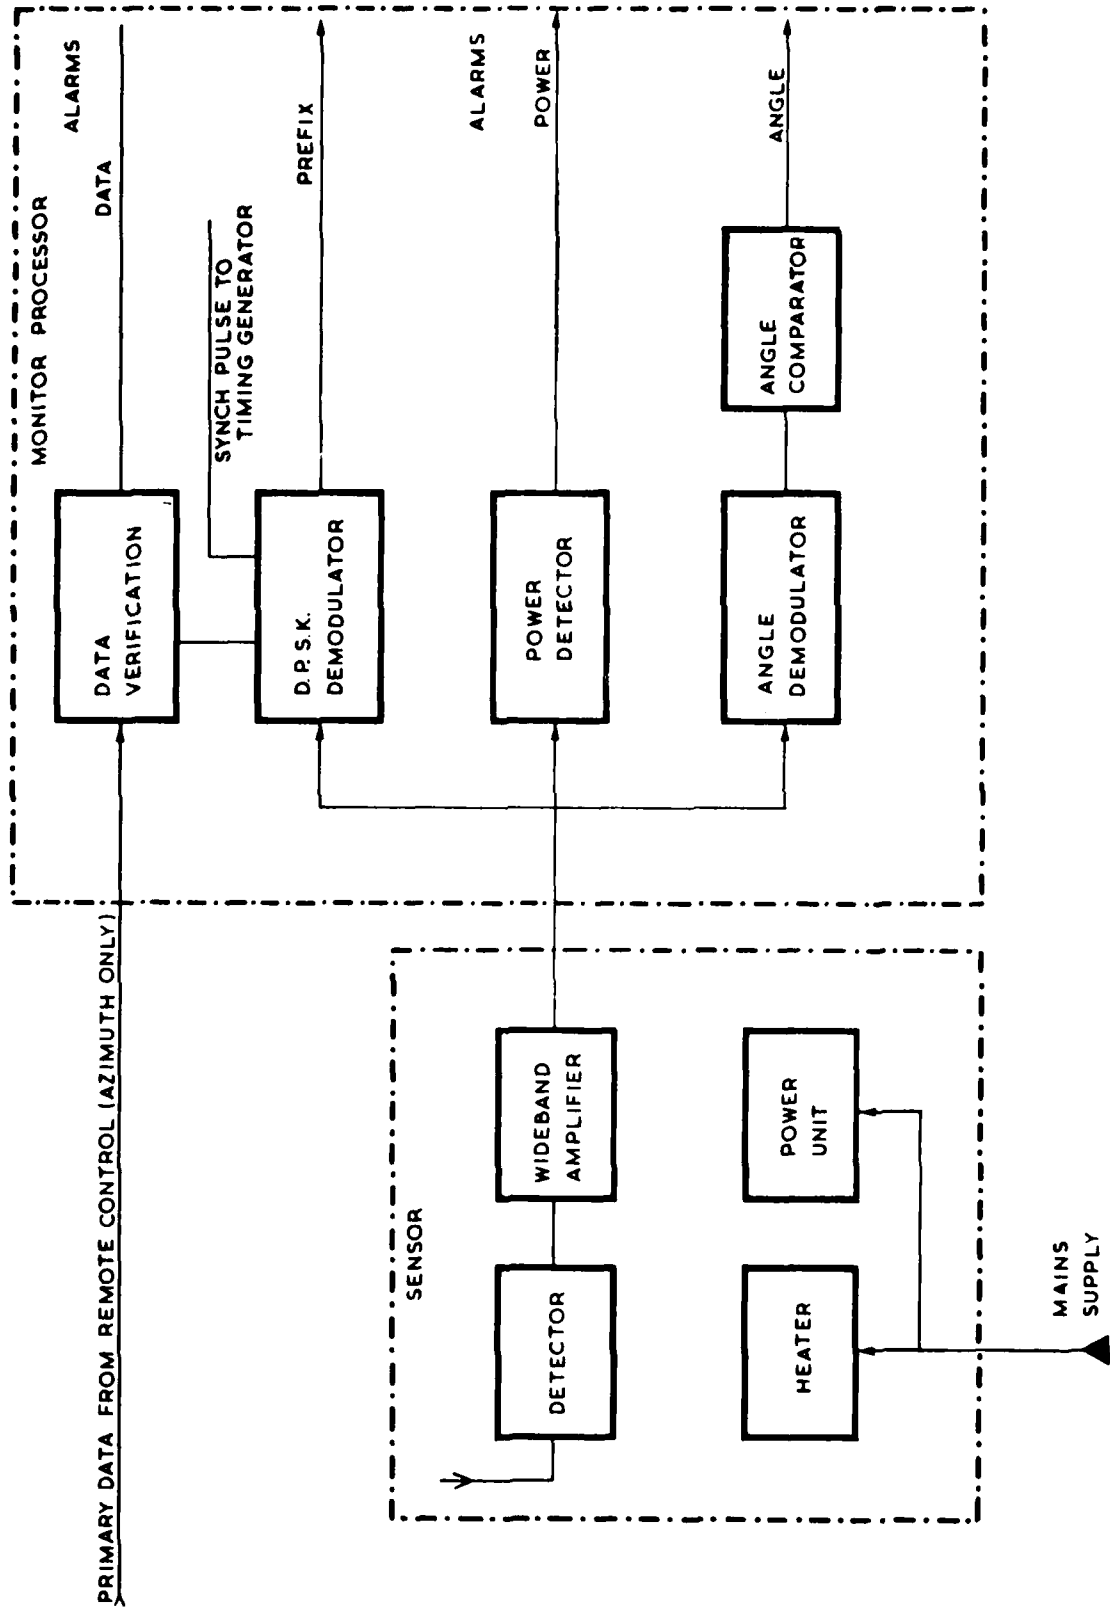 MONITOR PROCESSOR
ALARMS
DATA
PRIMARY DATA FROM REMOTE CONTROL (AZIMUTH ONLY)
DATA
VERIFICATION
SYNCH PULSE TO
TIMING GENERATOR
PREFIX
D.P.S.K.
DEMODULATOR
ALARMS
POWER
POWER
DETECTOR
ANGLE
ANGLE
DEMODULATOR
ANGLE
COMPARATOR
SENSOR
DETECTOR
WIDEBAND
AMPLIFIER
HEATER
POWER
UNIT
MAINS
SUPPLY